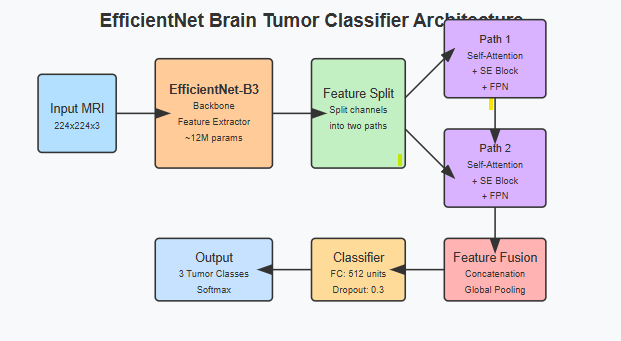 EfficientNet Brain Tumor Classifier Architecture
Input MRI
224x224x3
EfficientNet-B3
Backbone
Feature Extractor
~12M params
Feature Split
Split channels
into two paths
Path 1
Self-Attention
+ SE Block
+ FPN
Path 2
Self-Attention
+ SE Block
+ FPN
Feature Fusion
Concatenation
Global Pooling
Classifier
FC: 512 units
Dropout: 0.3
Output
3 Tumor Classes
Softmax